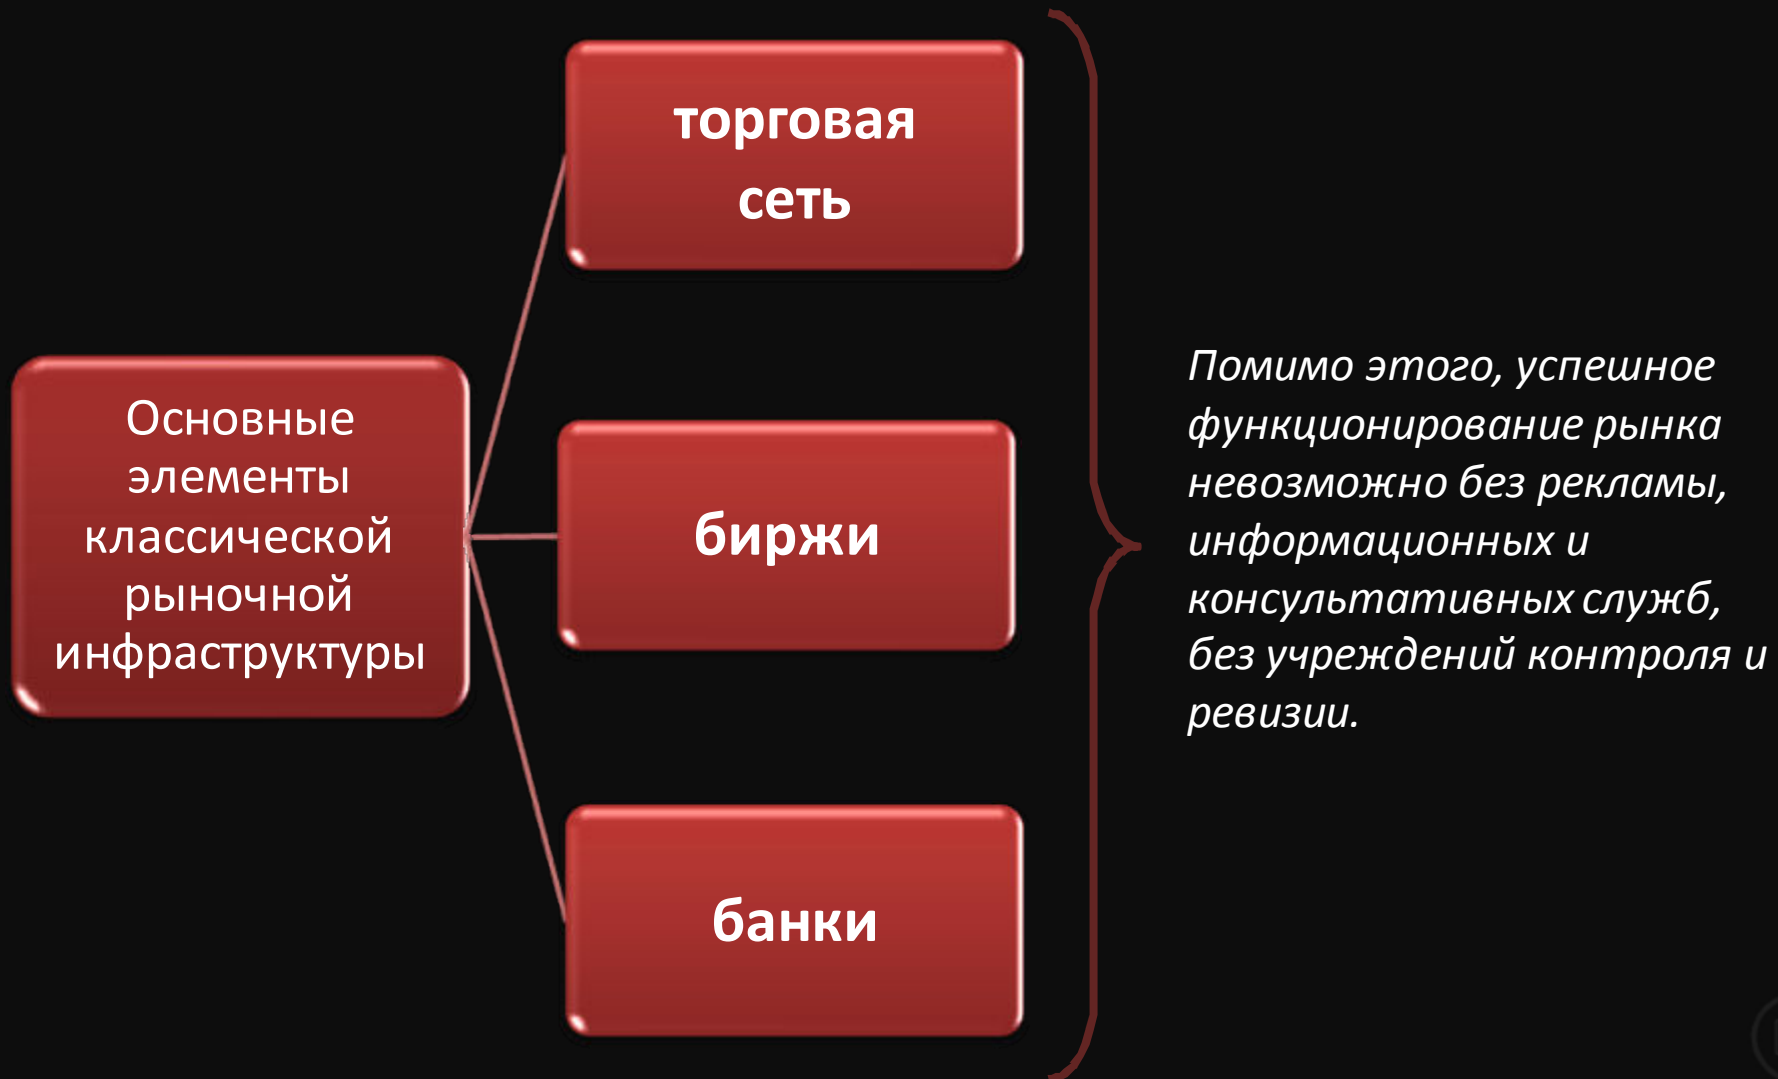 Основные
элементы
классической
рыночной
инфраструктуры
торговая
сеть
биржи
банки
Помимо этого, успешное
функционирование рынка
невозможно без рекламы,
информационных и
консультативных служб,
без учреждений контроля и
ревизии.